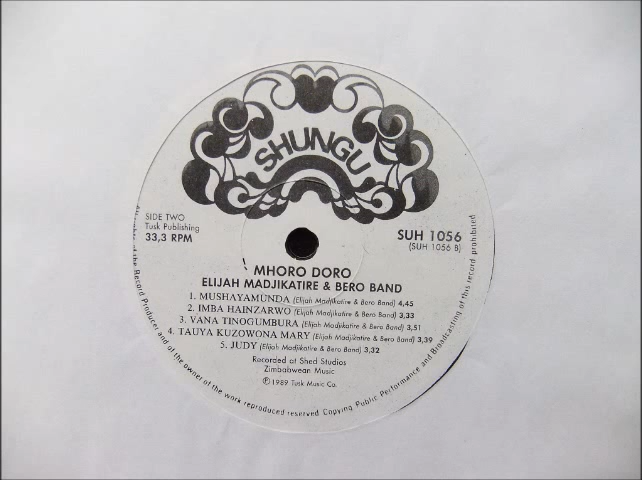 SHUNGU
SIDE TWO
Tusk Publishing
33,3 RPM
SUH 1056
(SUH 1056 B)
MHORO DORO
ELIJAH MADJIKATIRE & BERO BAND
1. MUSHAYAMUNDA (Elijah Madjikatire & Bero Band) 4,45
2. IMBA HAINZARWO (Elijah Madjikatire & Bero Band) 3,33
3. VANA TINOGUMBURA (Elijah Madjikatire & Bero Band) 3,51
4. TAUYA KUZOWONA MARY (Elijah Madjikatire & Bero Band) 3,39
5. JUDY (Elijah Madjikatire & Bero Band) 3,32
Recorded at Shed Studios
Zimbabwean Music
℗ 1989 Tusk Music Co.
of the Record Producer and of the owner of the work reproduced reserved. Copying Public Performance and Broadcasting of this record prohibited